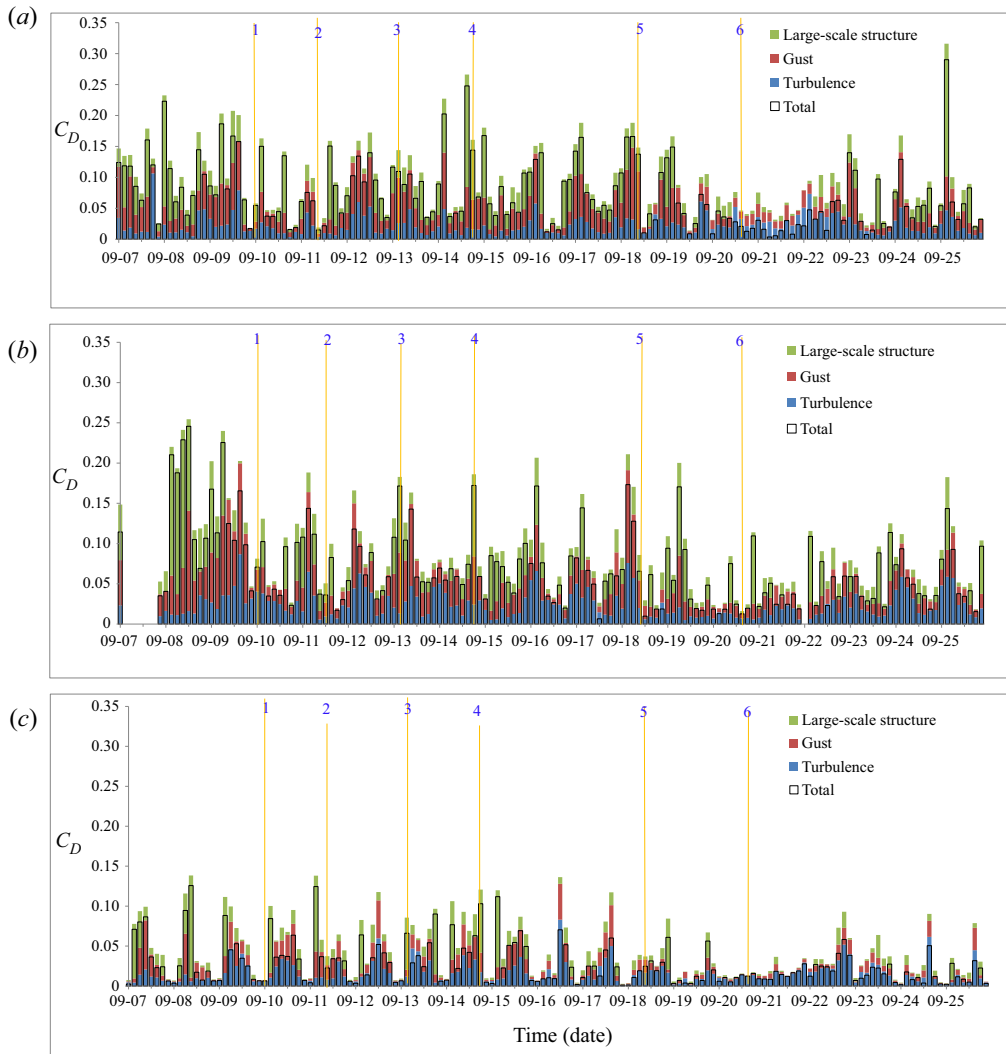 (a)
0.35
0.30
0.25
0.20
0.15
0.10
0.05
0
C_D
1 2 3 4 5 6
Large-scale structure
Gust
Turbulence
Total
09-07 09-08 09-09 09-10 09-11 09-12 09-13 09-14 09-15 09-16 09-17 09-18 09-19 09-20 09-21 09-22 09-23 09-24 09-25
(b)
0.35
0.30
0.25
0.20
0.15
0.10
0.05
0
C_D
1 2 3 4 5 6
Large-scale structure
Gust
Turbulence
Total
09-07 09-08 09-09 09-10 09-11 09-12 09-13 09-14 09-15 09-16 09-17 09-18 09-19 09-20 09-21 09-22 09-23 09-24 09-25
(c)
0.35
0.30
0.25
0.20
0.15
0.10
0.05
0
C_D
1 2 3 4 5 6
Large-scale structure
Gust
Turbulence
Total
09-07 09-08 09-09 09-10 09-11 09-12 09-13 09-14 09-15 09-16 09-17 09-18 09-19 09-20 09-21 09-22 09-23 09-24 09-25
Time (date)